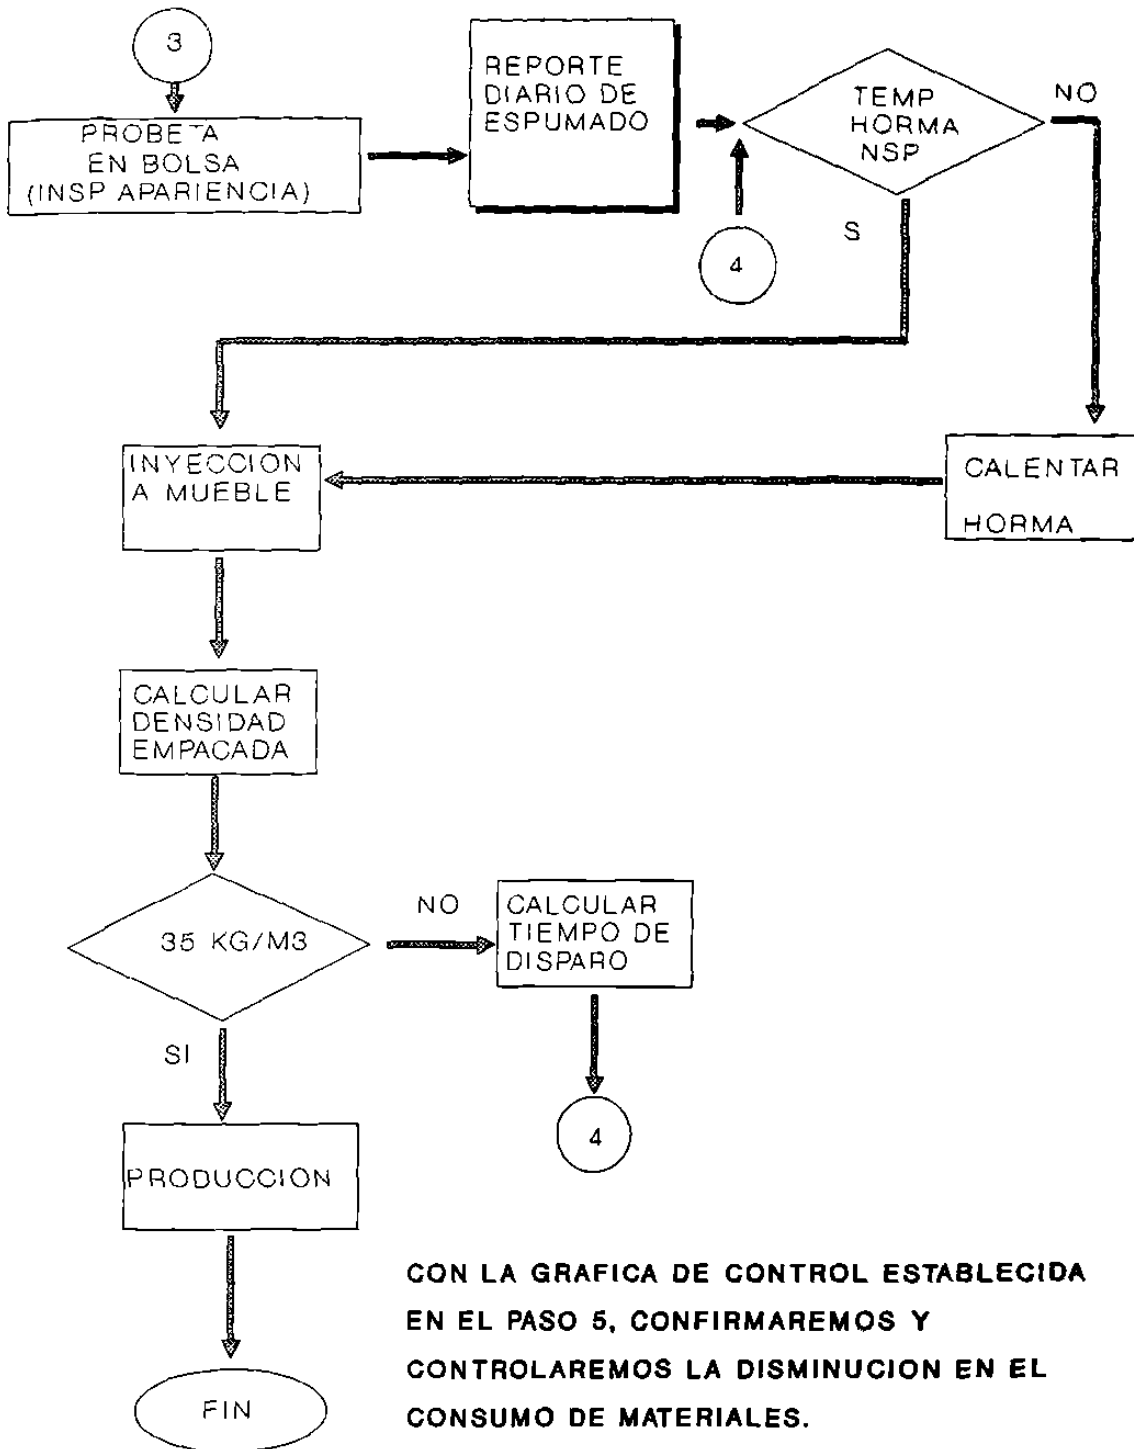 3
PROBETA
EN BOLSA
(INSP APARIENCIA)
REPORTE
DIARIO DE
ESPUMADO
TEMP
HORMA
NSP
NO
S
4
INYECCION
A MUEBLE
CALENTAR
HORMA
CALCULAR
DENSIDAD
EMPACADA
35 KG/M3
NO
CALCULAR
TIEMPO DE
DISPARO
SI
4
PRODUCCION
FIN
CON LA GRAFICA DE CONTROL ESTABLECIDA
EN EL PASO 5, CONFIRMAREMOS Y
CONTROLAREMOS LA DISMINUCION EN EL
CONSUMO DE MATERIALES.